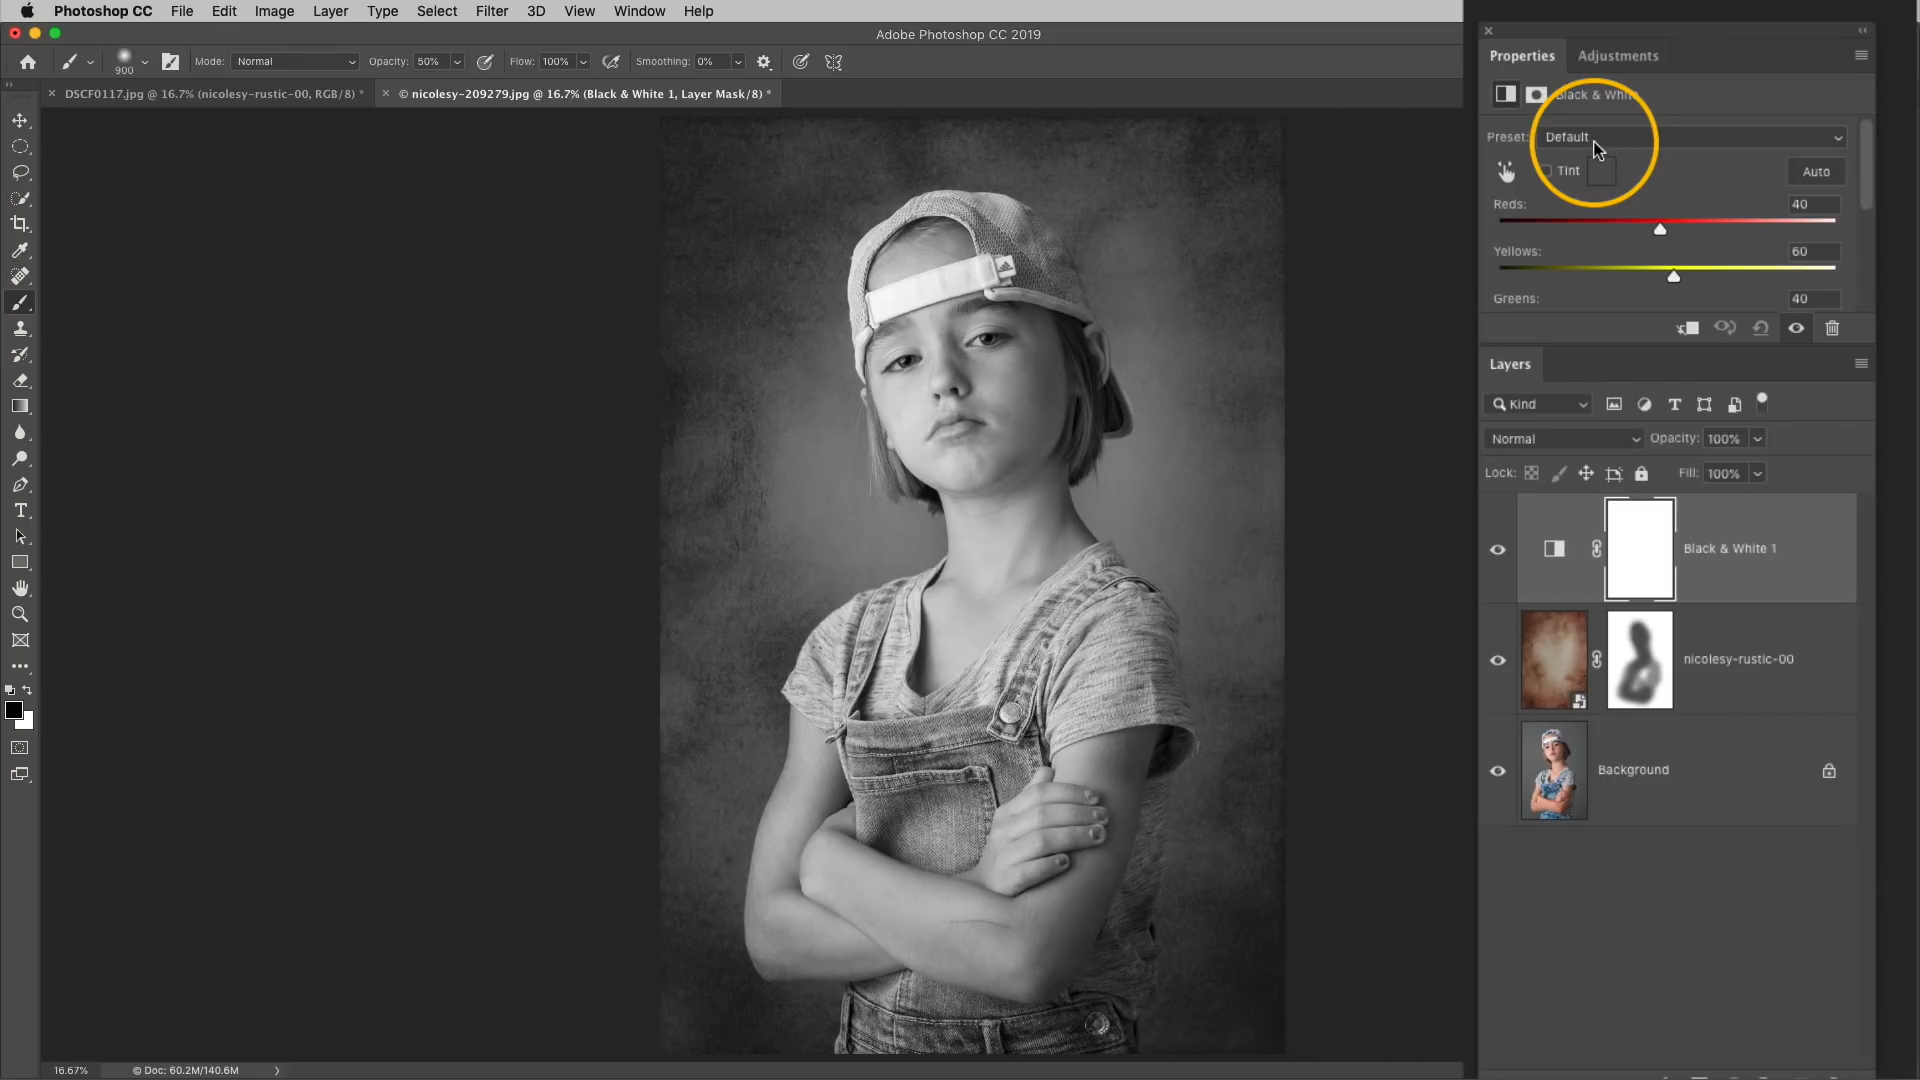 Photoshop CC File Edit Image Layer Type Select Filter 3D View Window Help
Adobe Photoshop CC 2019
900 Mode: Normal Opacity: 50% Flow: 100% Smoothing: 0%
DSCF0117.jpg @ 16.7% (nicolesy-rustic-00, RGB/8) * © nicolesy-209279.jpg @ 16.7% (Black & White 1, Layer Mask/8) *
Properties Adjustments
Black & White
Preset: Default
Tint Auto
Reds: 40
Yellows: 60
Greens: 40
Layers
Kind
Normal Opacity: 100%
Lock: Fill: 100%
Black & White 1
nicolesy-rustic-00
Background
16.67% © Doc: 60.2M/140.6M